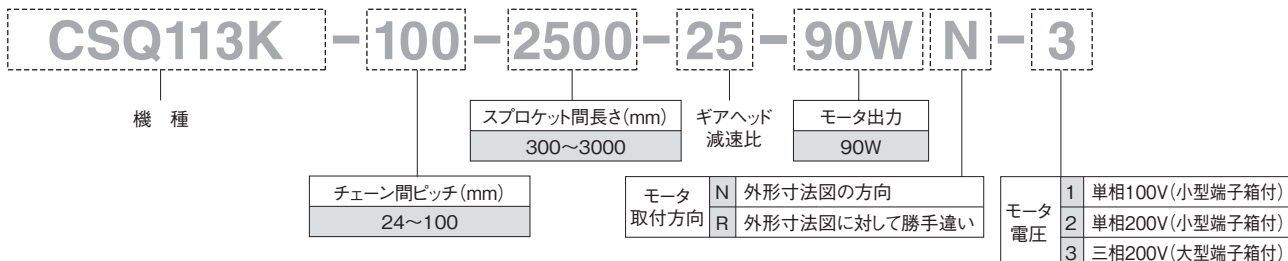 CSQ113K-100-2500-25-90W N-3
機 種
スプロケット間長さ(mm)
300〜3000
ギアヘッド
減速比
モータ出力
90W
チェーン間ピッチ(mm)
24〜100
モータ
取付方向
N 外形寸法図の方向
R 外形寸法図に対して勝手違い
モータ
電圧
1 単相100V(小型端子箱付)
2 単相200V(小型端子箱付)
3 三相200V(大型端子箱付)